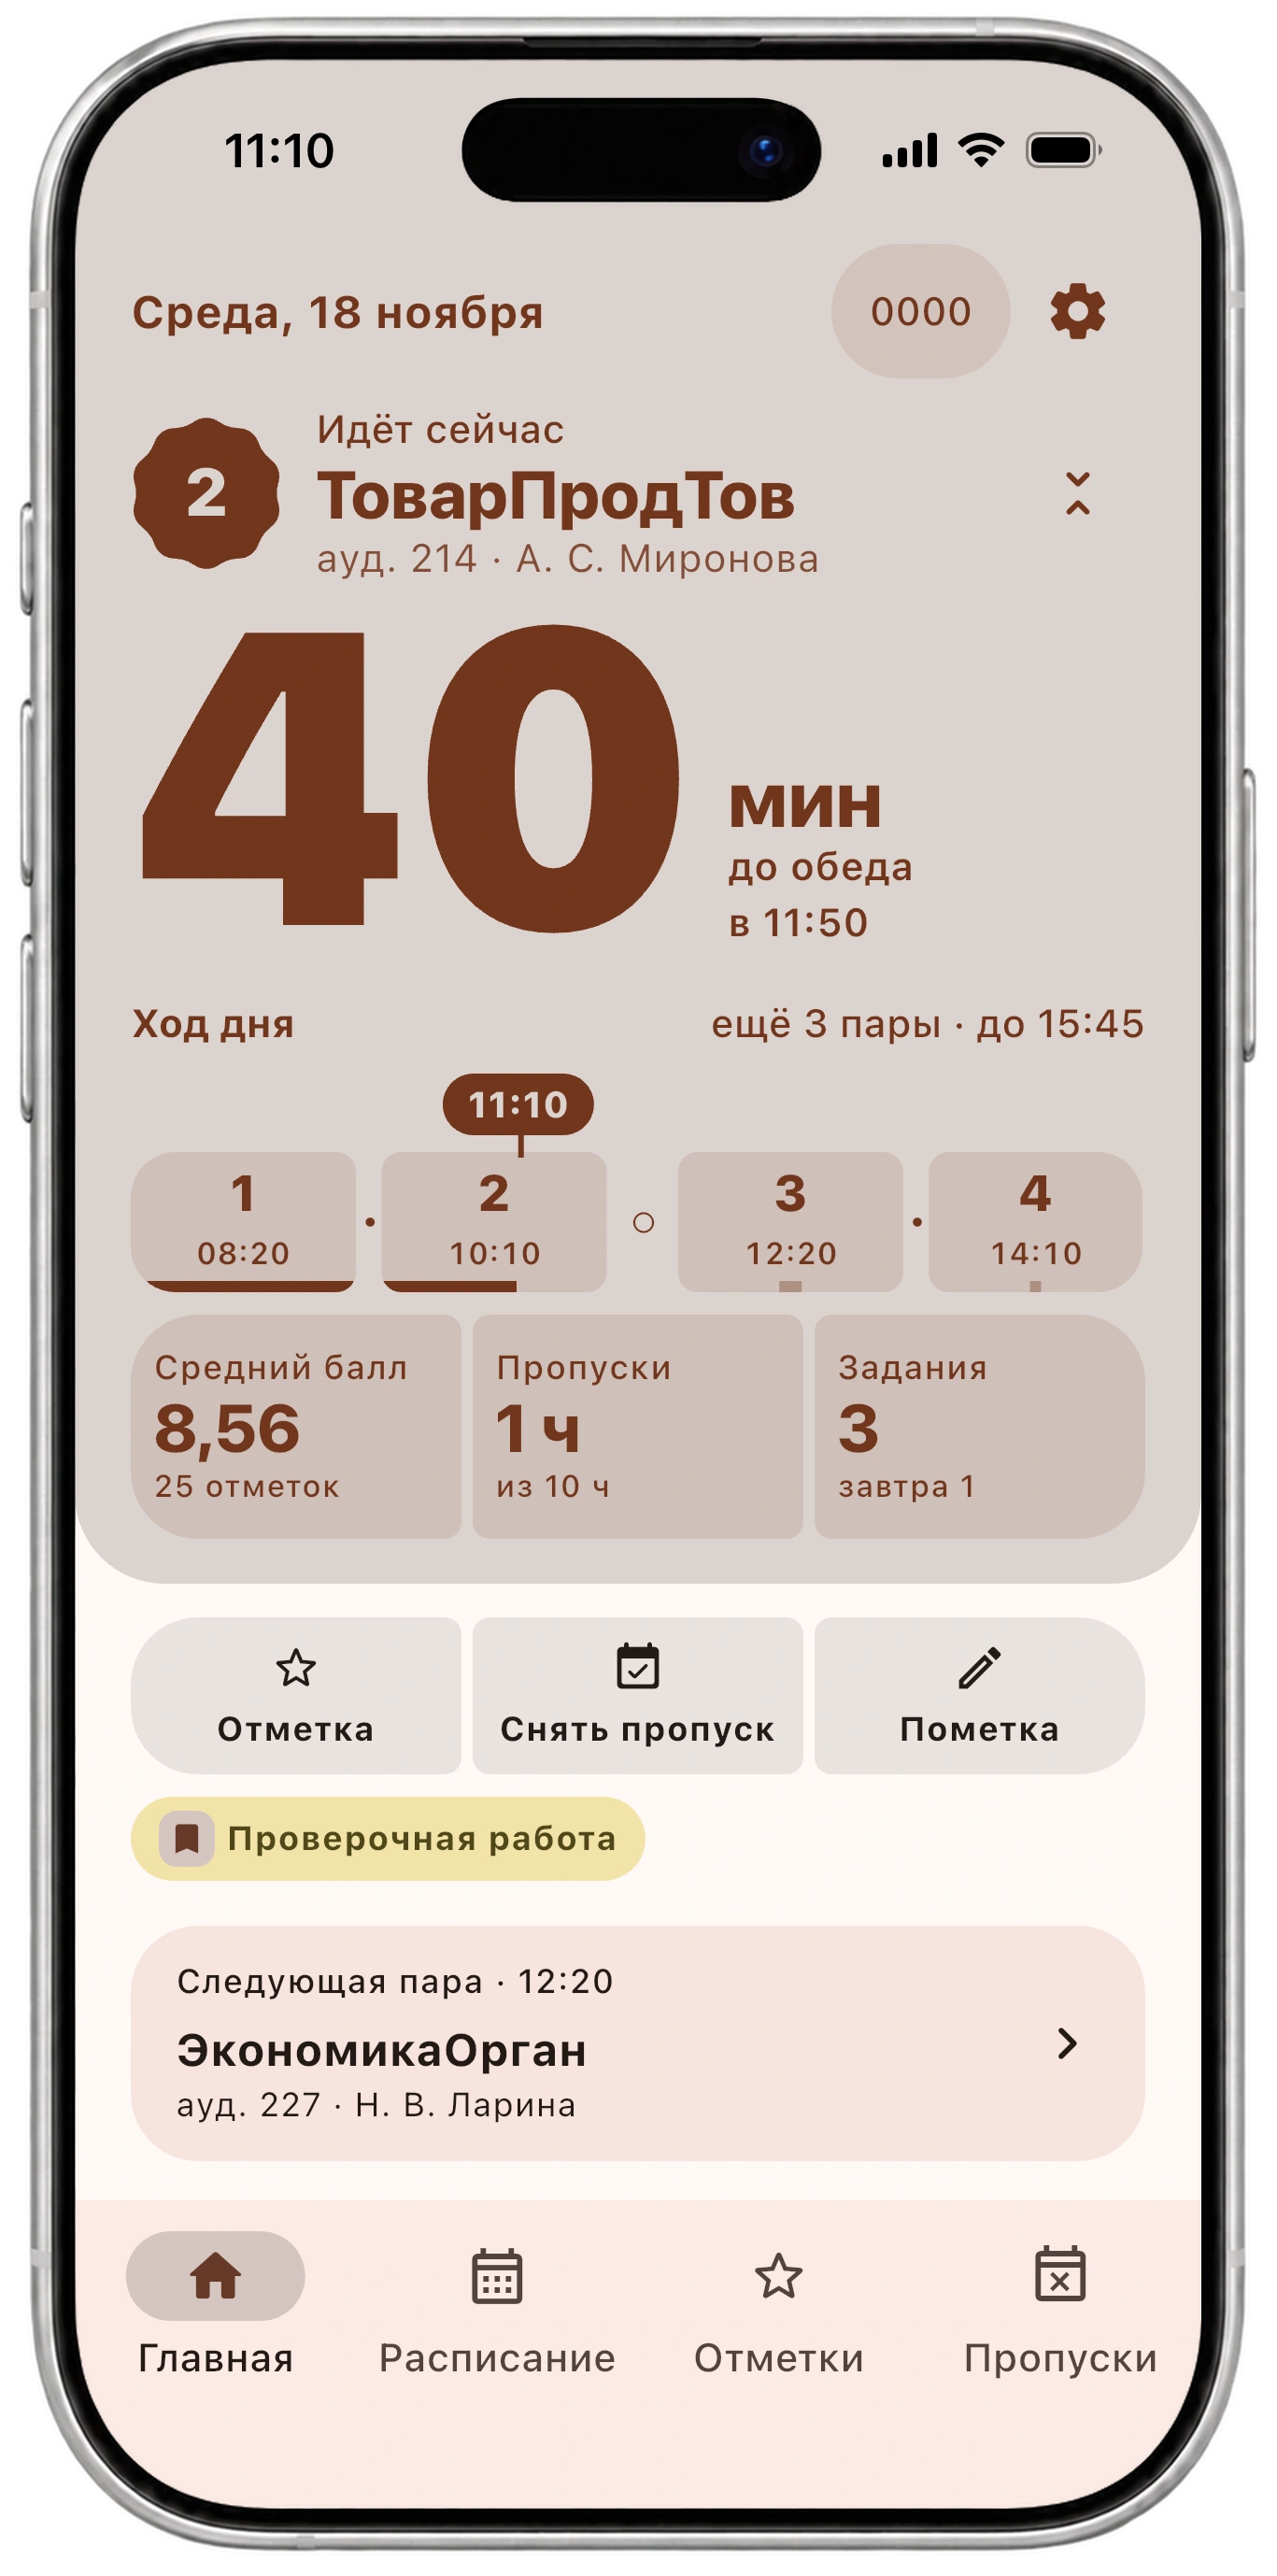 11:10
Среда, 18 ноября
0000
2
Идёт сейчас
ТоварПродТов
ауд. 214 · А. С. Миронова
40
мин
до обеда
в 11:50
Ход дня
ещё 3 пары · до 15:45
11:10
1
08:20
2
10:10
3
12:20
4
14:10
Средний балл
8,56
25 отметок
Пропуски
1 ч
из 10 ч
Задания
3
завтра 1
Отметка
Снять пропуск
Пометка
Проверочная работа
Следующая пара · 12:20
ЭкономикаОрган
ауд. 227 · Н. В. Ларина
Главная
Расписание
Отметки
Пропуски